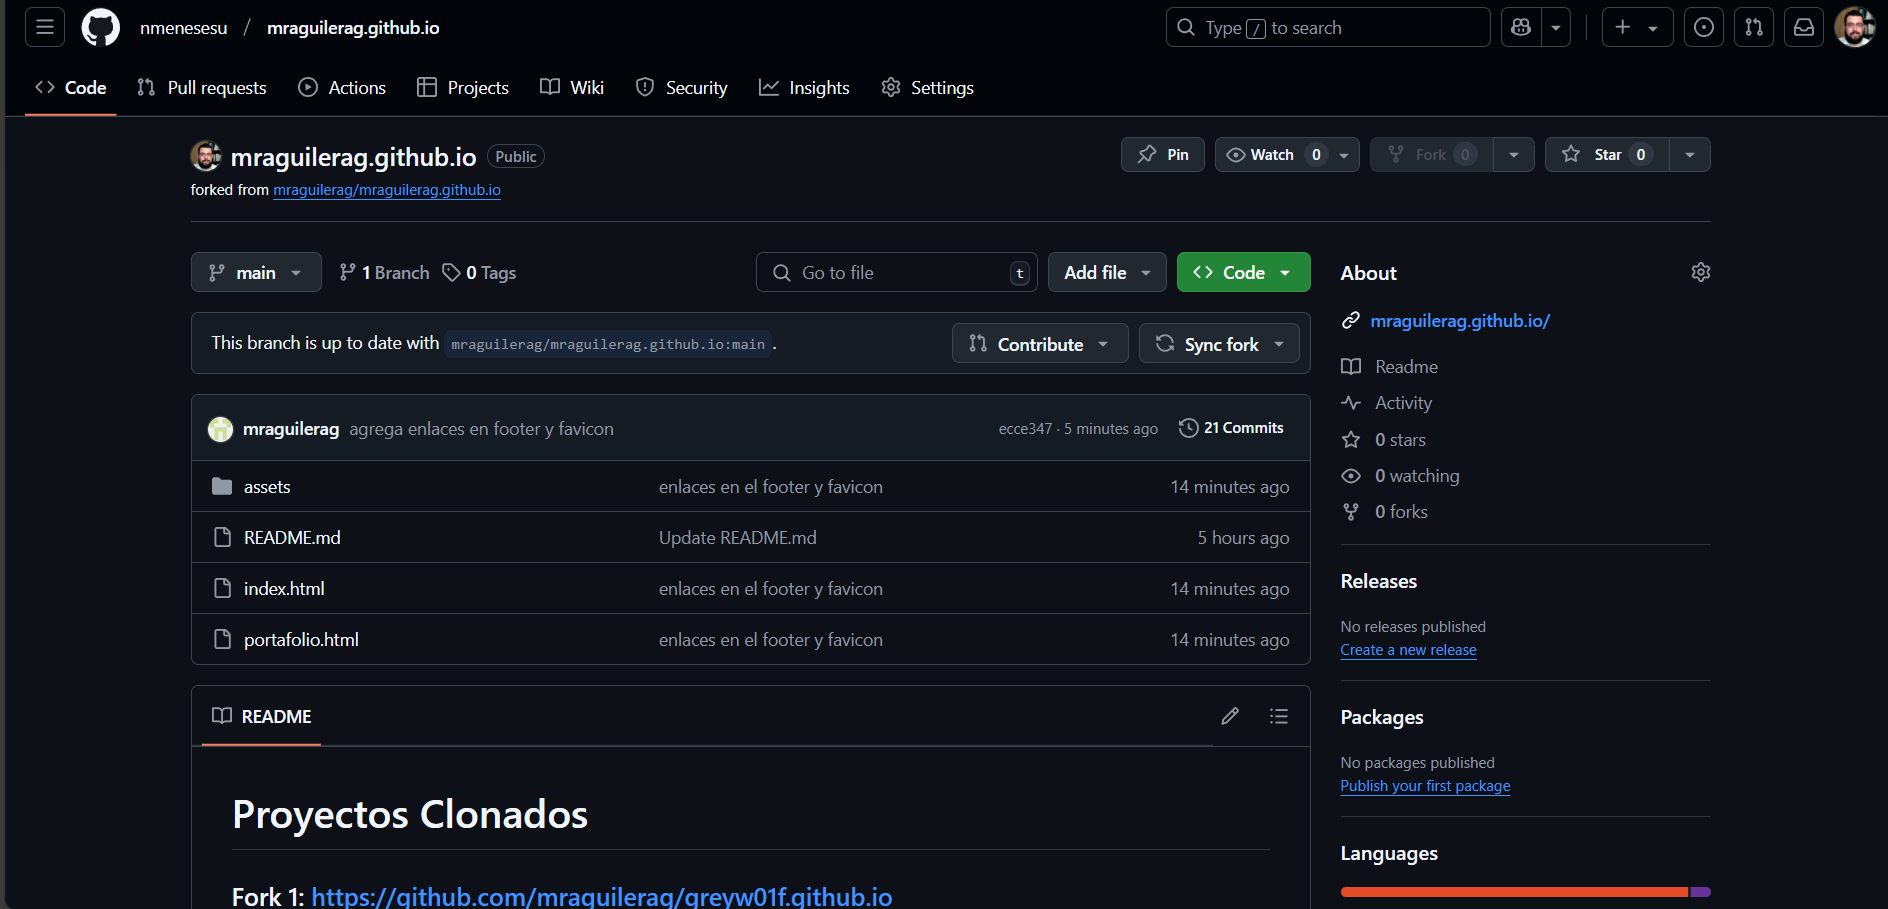 nmenesesu / mraguilerag.github.io
Type / to search
Code Pull requests Actions Projects Wiki Security Insights Settings
mraguilerag.github.io Public
Pin Watch 0 Fork 0 Star 0
forked from mraguilerag/mraguilerag.github.io
main 1 Branch 0 Tags
Go to file t
Add file
Code
This branch is up to date with mraguilerag/mraguilerag.github.io:main .
Contribute Sync fork
mraguilerag agrega enlaces en footer y favicon ecce347 · 5 minutes ago 21 Commits
assets enlaces en el footer y favicon 14 minutes ago
README.md Update README.md 5 hours ago
index.html enlaces en el footer y favicon 14 minutes ago
portafolio.html enlaces en el footer y favicon 14 minutes ago
README
Proyectos Clonados
Fork 1: https://github.com/mraguilerag/greyw01f.github.io
About
mraguilerag.github.io/
Readme
Activity
0 stars
0 watching
0 forks
Releases
No releases published
Create a new release
Packages
No packages published
Publish your first package
Languages